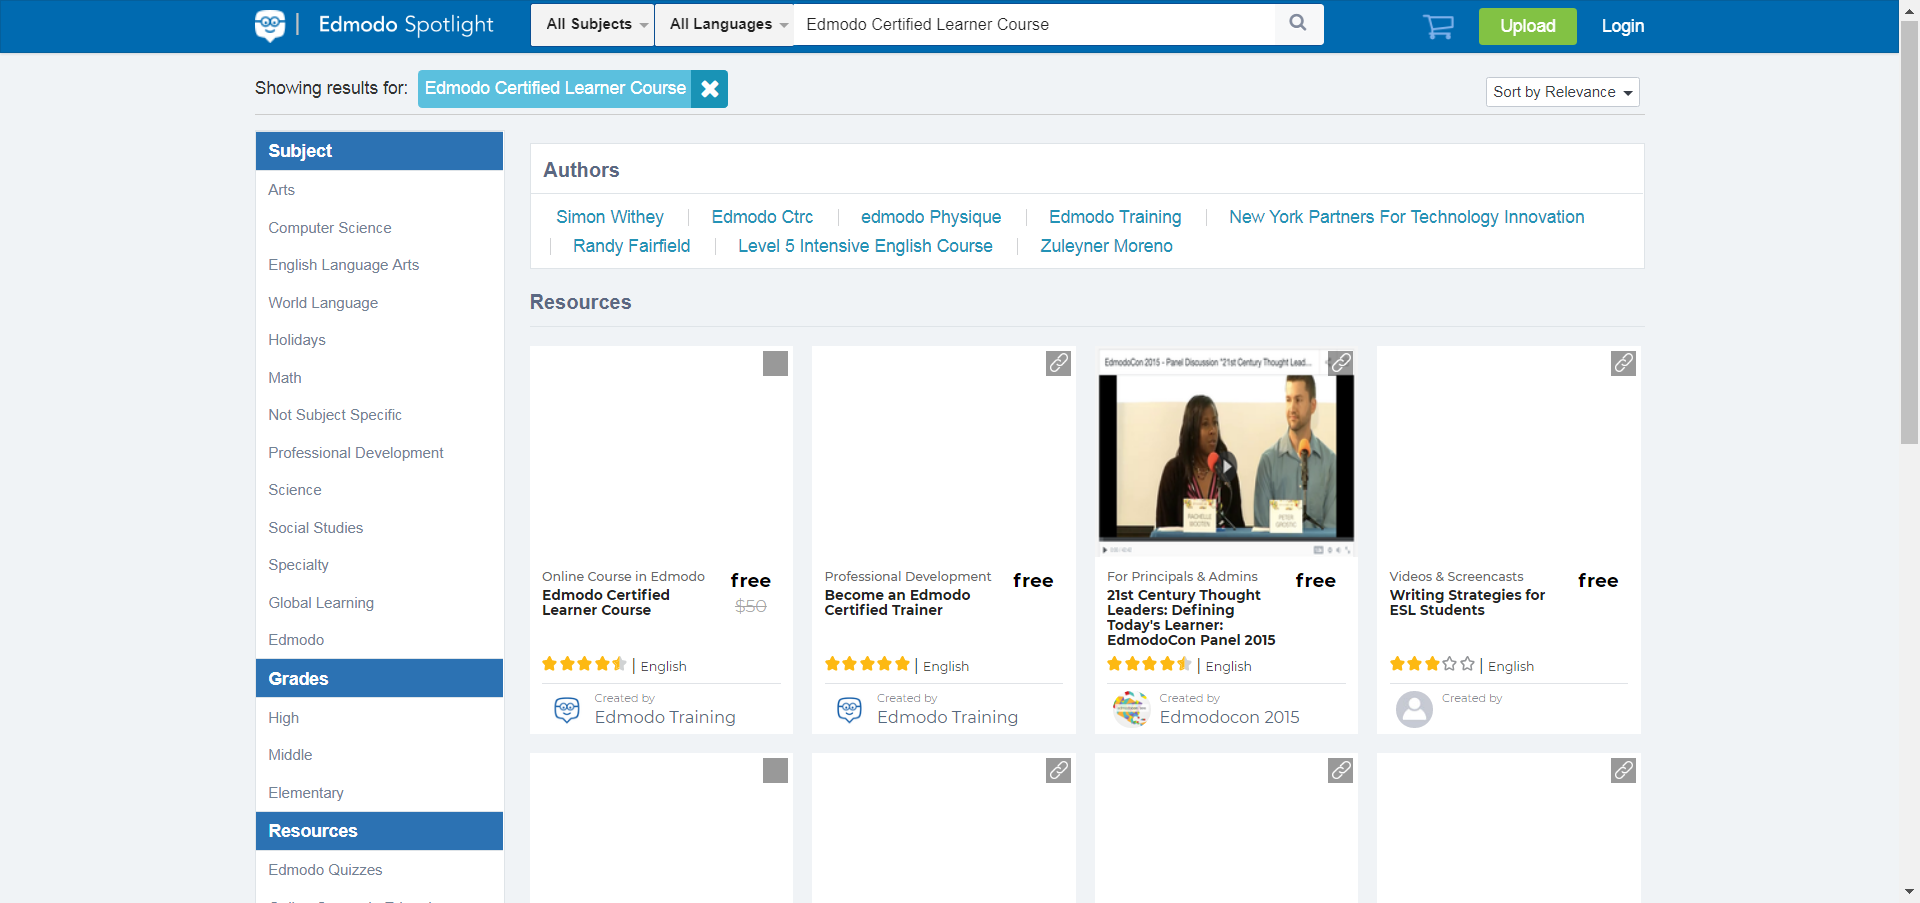 Edmodo Spotlight
All Subjects
All Languages
Edmodo Certified Learner Course
Upload
Login
Showing results for:
Edmodo Certified Learner Course
Sort by Relevance
Subject
Arts
Computer Science
English Language Arts
World Language
Holidays
Math
Not Subject Specific
Professional Development
Science
Social Studies
Specialty
Global Learning
Edmodo
Grades
High
Middle
Elementary
Resources
Edmodo Quizzes
Authors
Simon Withey
Edmodo Ctrc
edmodo Physique
Edmodo Training
New York Partners For Technology Innovation
Randy Fairfield
Level 5 Intensive English Course
Zuleyner Moreno
Resources
Online Course in Edmodo
free
Edmodo Certified
Learner Course
$50
| English
Created by
Edmodo Training
Professional Development
free
Become an Edmodo
Certified Trainer
| English
Created by
Edmodo Training
EdmodoCon 2015 - Panel Discussion "21st Century Thought Lead...
RACHELLE
WOOTEN
PETER
GROSTIC
For Principals & Admins
free
21st Century Thought
Leaders: Defining
Today's Learner:
EdmodoCon Panel 2015
| English
Created by
Edmodocon 2015
Videos & Screencasts
free
Writing Strategies for
ESL Students
| English
Created by